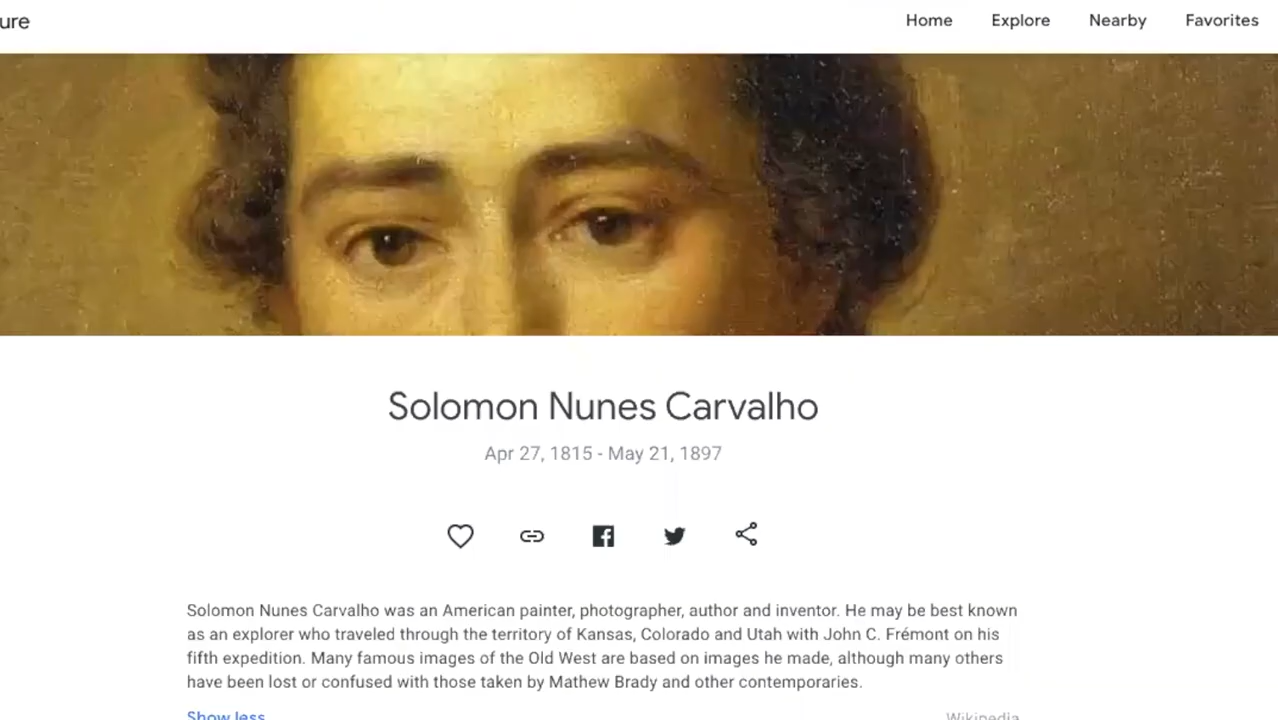 ure
Home Explore Nearby Favorites
Solomon Nunes Carvalho
Apr 27, 1815 - May 21, 1897
Solomon Nunes Carvalho was an American painter, photographer, author and inventor. He may be best known
as an explorer who traveled through the territory of Kansas, Colorado and Utah with John C. Frémont on his
fifth expedition. Many famous images of the Old West are based on images he made, although many others
have been lost or confused with those taken by Mathew Brady and other contemporaries.
Show less Wikipedia